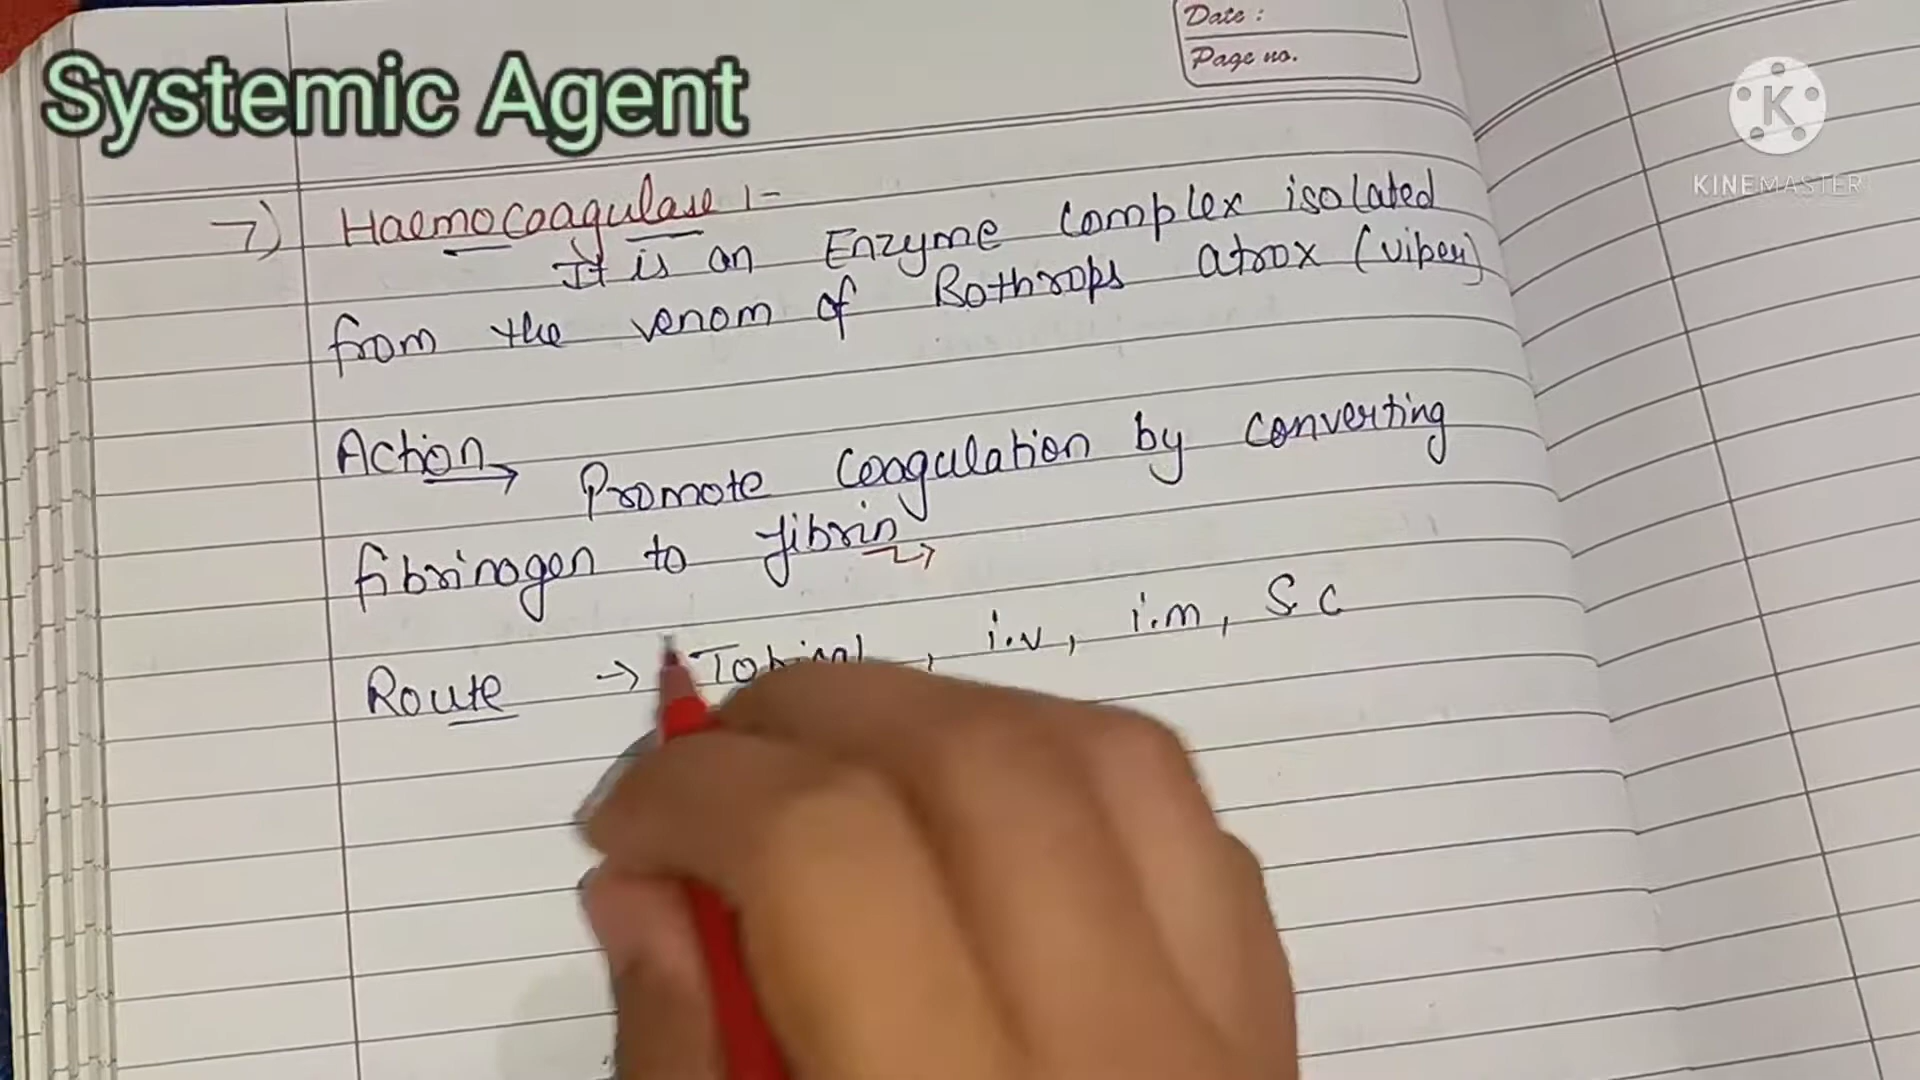 Date :
Page no.
Systemic Agent
KINEMASTER
7) Haemocoagulase :-
It is an Enzyme Complex isolated
from the venom of Bothrops atrox (viper)
Action → Promote Coagulation by converting
fibrinogen to fibrin
Route → Topical, i.v, i.m, S C